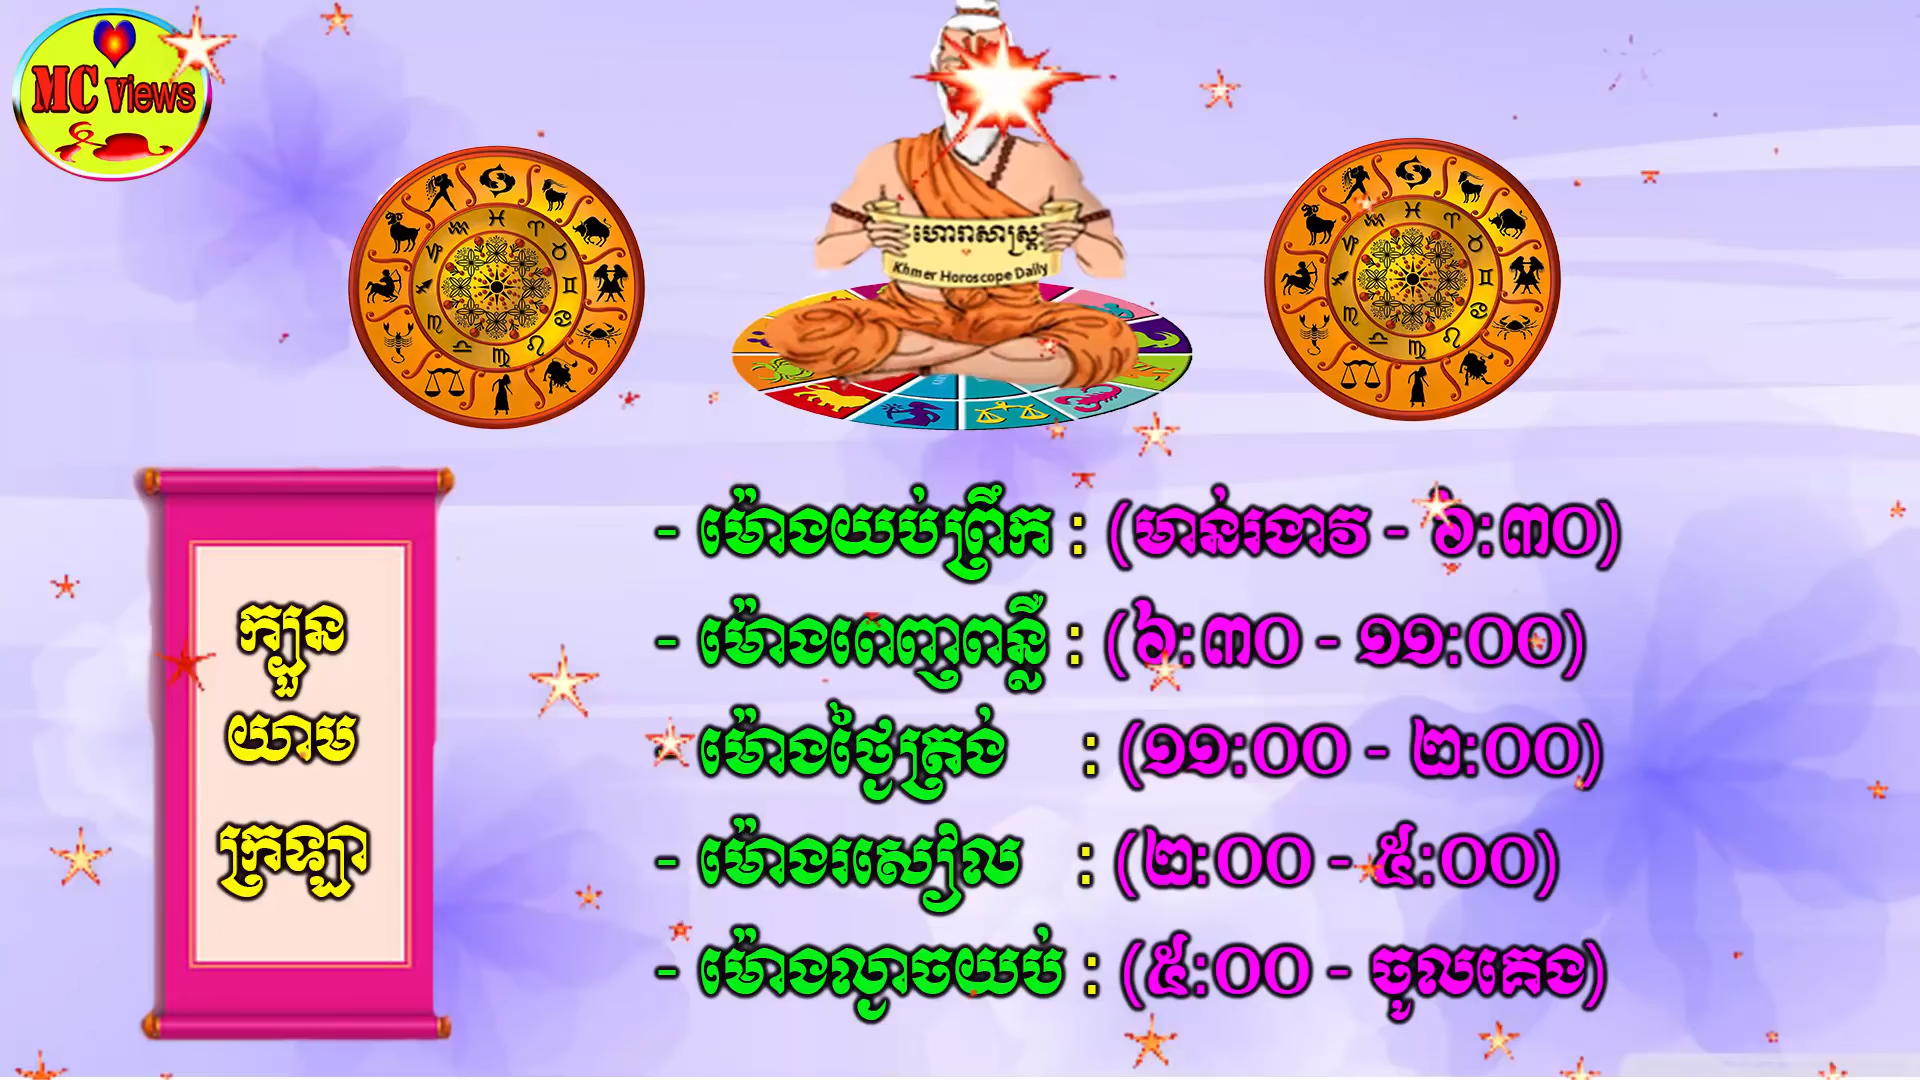 MC Views
ហោរាសាស្ត្រ
Khmer Horoscope Daily
ក្បួន
យាម
ក្រឡា
- ម៉ោងយប់ព្រឹក : (មាន់រងាវ - ៦:៣០)
- ម៉ោងពេញពន្លឺ : (៦:៣០ - ១១:០០)
- ម៉ោងថ្ងៃត្រង់ : (១១:០០ - ២:០០)
- ម៉ោងរសៀល : (២:០០ - ៥:០០)
- ម៉ោងល្ងាចយប់ : (៥:០០ - ចូលគេង)